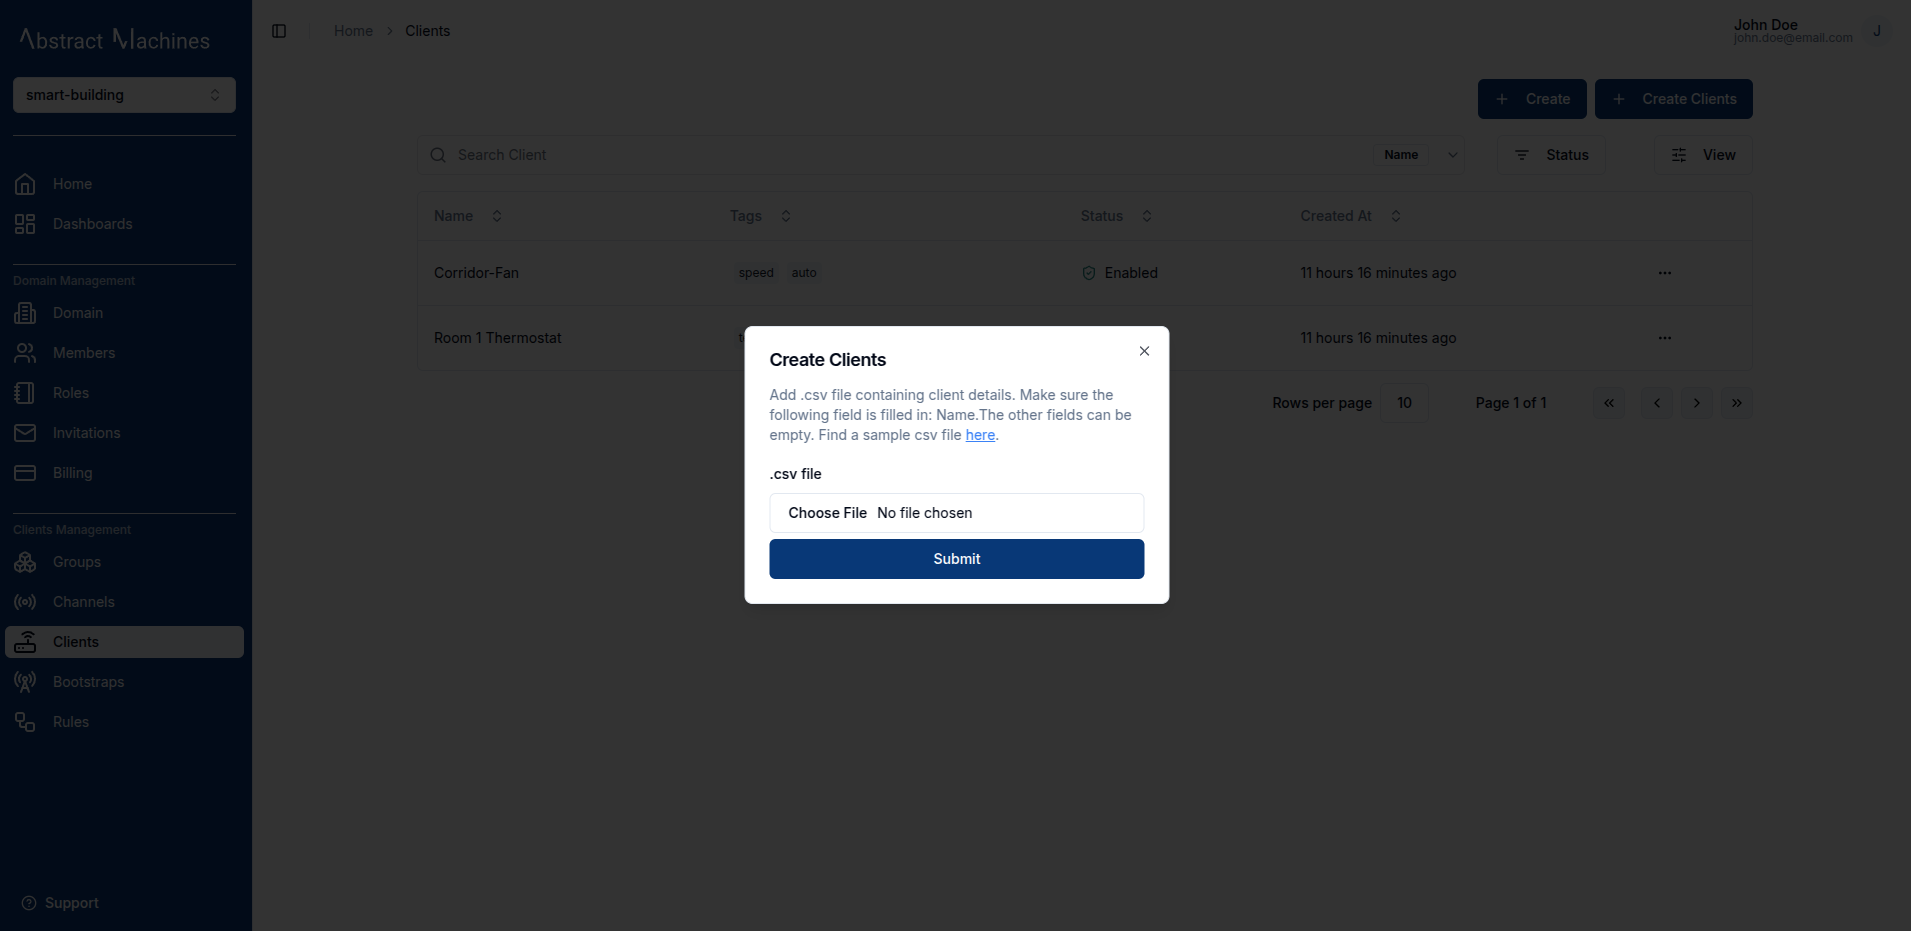 Abstract Machines
smart-building
Home
Dashboards
Domain Management
Domain
Members
Roles
Invitations
Billing
Clients Management
Groups
Channels
Clients
Bootstraps
Rules
Support
Home > Clients
John Doe
john.doe@email.com
J
+ Create
+ Create Clients
Search Client
Name
Status
View
Name Tags Status Created At
Corridor-Fan speed auto Enabled 11 hours 16 minutes ago ...
Room 1 Thermostat 11 hours 16 minutes ago ...
Rows per page 10 Page 1 of 1
Create Clients
Add .csv file containing client details. Make sure the
following field is filled in: Name.The other fields can be
empty. Find a sample csv file here.
.csv file
Choose File No file chosen
Submit